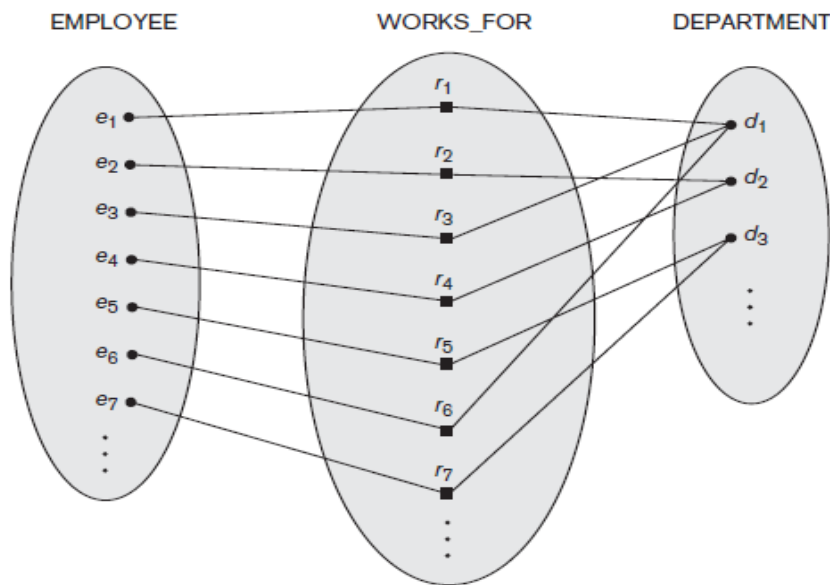 EMPLOYEE WORKS_FOR DEPARTMENT
e1
e2
e3
e4
e5
e6
e7
r1
r2
r3
r4
r5
r6
r7
d1
d2
d3